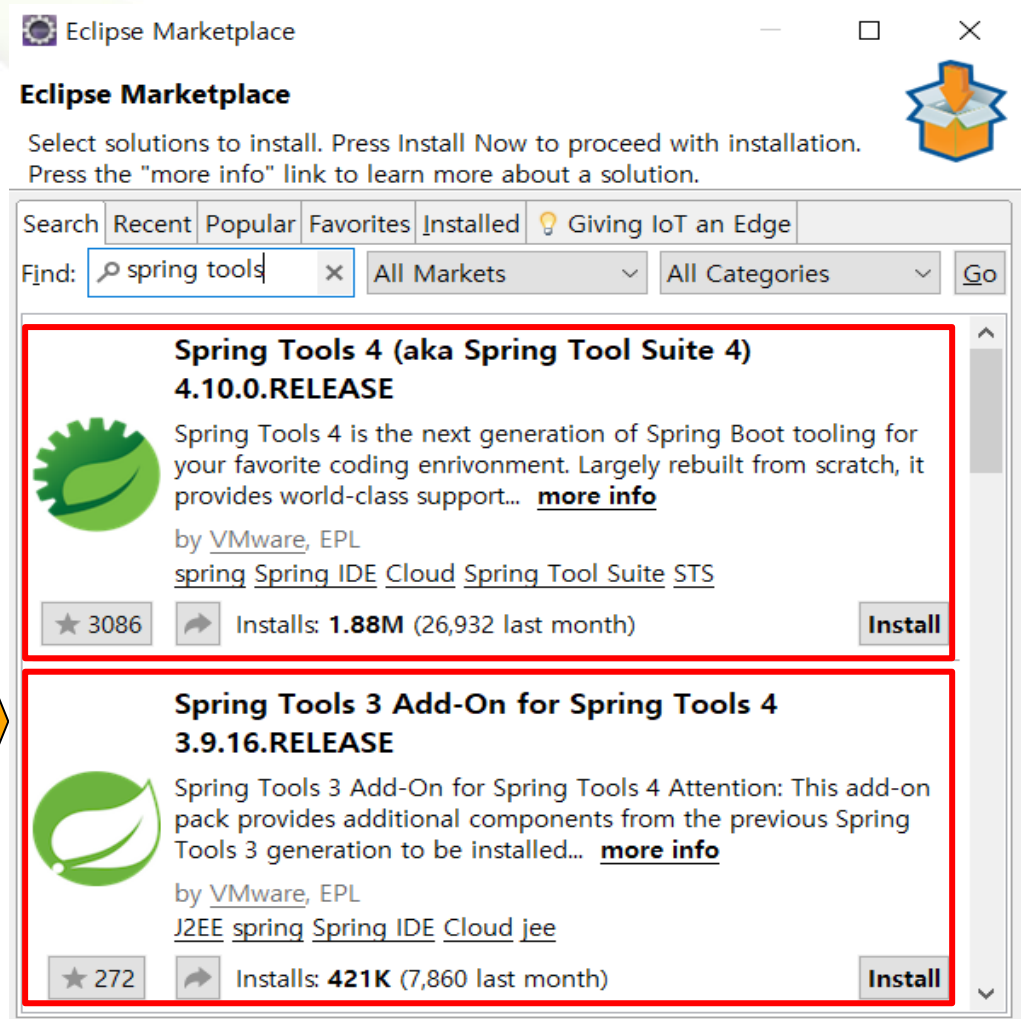 Eclipse Marketplace
Eclipse Marketplace
Select solutions to install. Press Install Now to proceed with installation.
Press the "more info" link to learn more about a solution.
Search Recent Popular Favorites Installed Giving IoT an Edge
Find: spring tools All Markets All Categories Go
Spring Tools 4 (aka Spring Tool Suite 4)
4.10.0.RELEASE
Spring Tools 4 is the next generation of Spring Boot tooling for
your favorite coding enrivonment. Largely rebuilt from scratch, it
provides world-class support... more info
by VMware, EPL
spring Spring IDE Cloud Spring Tool Suite STS
3086 Installs: 1.88M (26,932 last month) Install
Spring Tools 3 Add-On for Spring Tools 4
3.9.16.RELEASE
Spring Tools 3 Add-On for Spring Tools 4 Attention: This add-on
pack provides additional components from the previous Spring
Tools 3 generation to be installed... more info
by VMware, EPL
J2EE spring Spring IDE Cloud jee
272 Installs: 421K (7,860 last month) Install